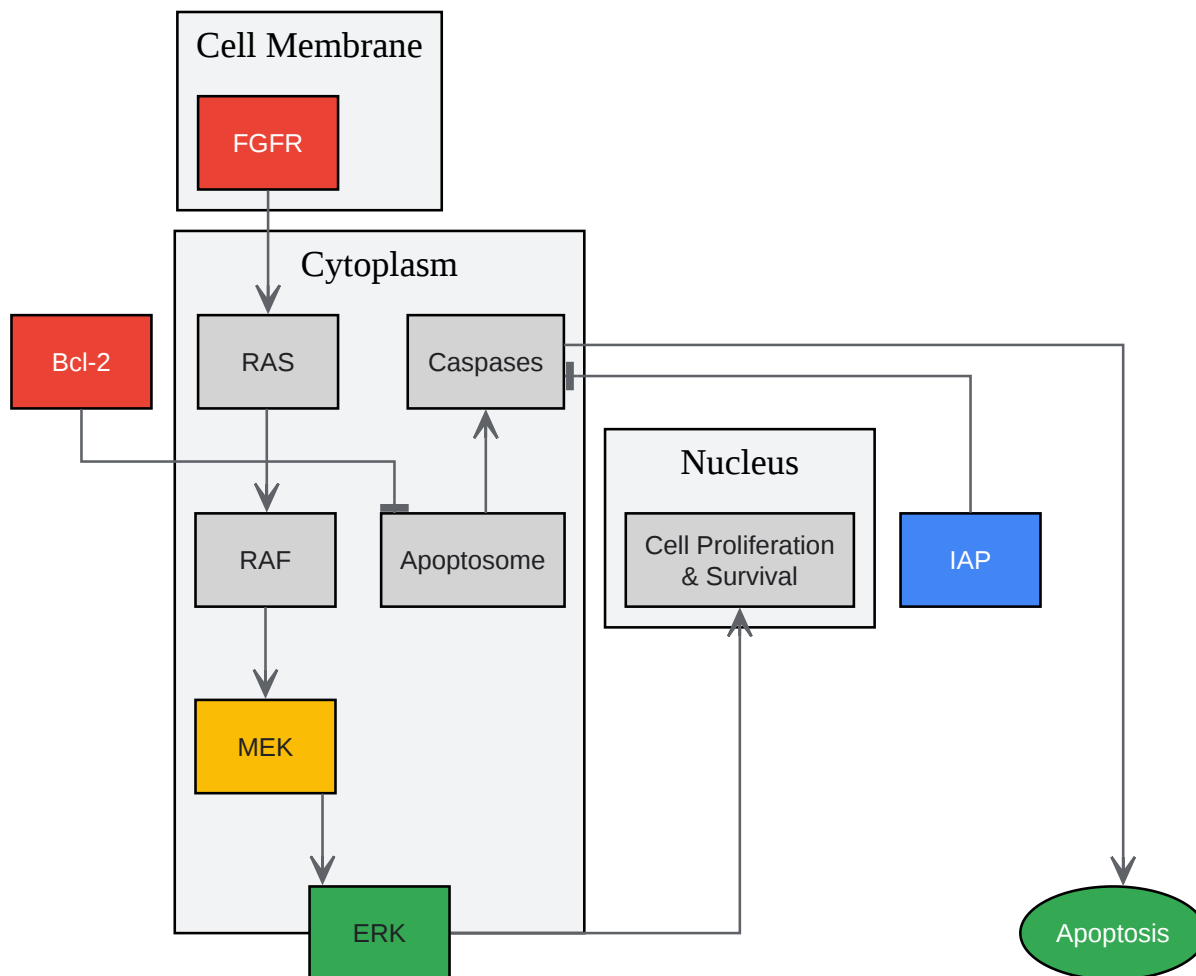 Cell Membrane
FGFR
Cytoplasm
Bcl-2
RAS
Caspases
Nucleus
RAF
Apoptosome
Cell Proliferation
& Survival
IAP
MEK
ERK
Apoptosis